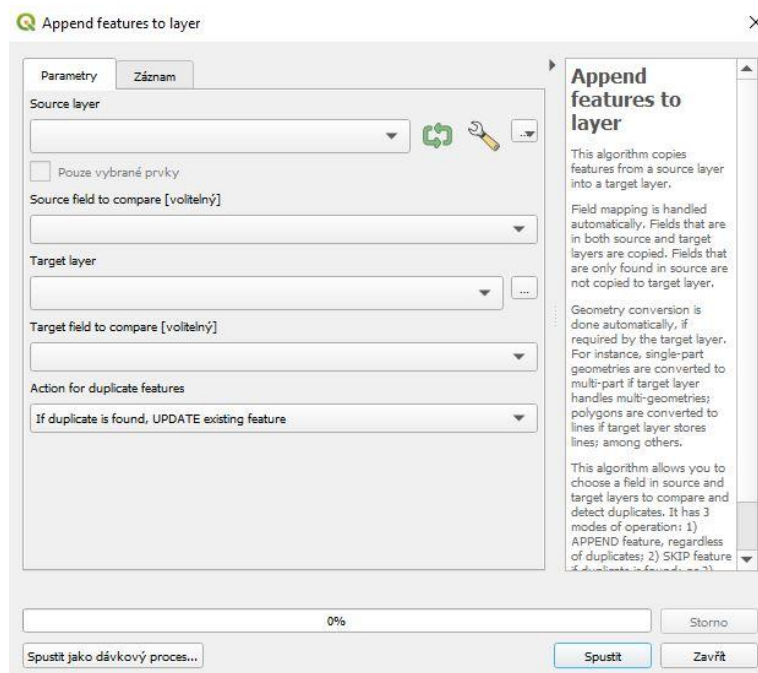 Append features to layer
Parametry
Záznam
Source layer
Pouze vybrané prvky
Source field to compare [volitelný]
Target layer
...
Target field to compare [volitelný]
Action for duplicate features
If duplicate is found, UPDATE existing feature
Append
features to
layer
This algorithm copies
features from a source layer
into a target layer.
Field mapping is handled
automatically. Fields that are
in both source and target
layers are copied. Fields that
are only found in source are
not copied to target layer.
Geometry conversion is
done automatically, if
required by the target layer.
For instance, single-part
geometries are converted to
multi-part if target layer
handles multi-geometries;
polygons are converted to
lines if target layer stores
lines; among others.
This algorithm allows you to
choose a field in source and
target layers to compare and
detect duplicates. It has 3
modes of operation: 1)
APPEND feature, regardless
of duplicates; 2) SKIP feature
if duplicate is found; or 3)
0%
Storno
Spustit jako dávkový proces...
Spustit
Zavřít